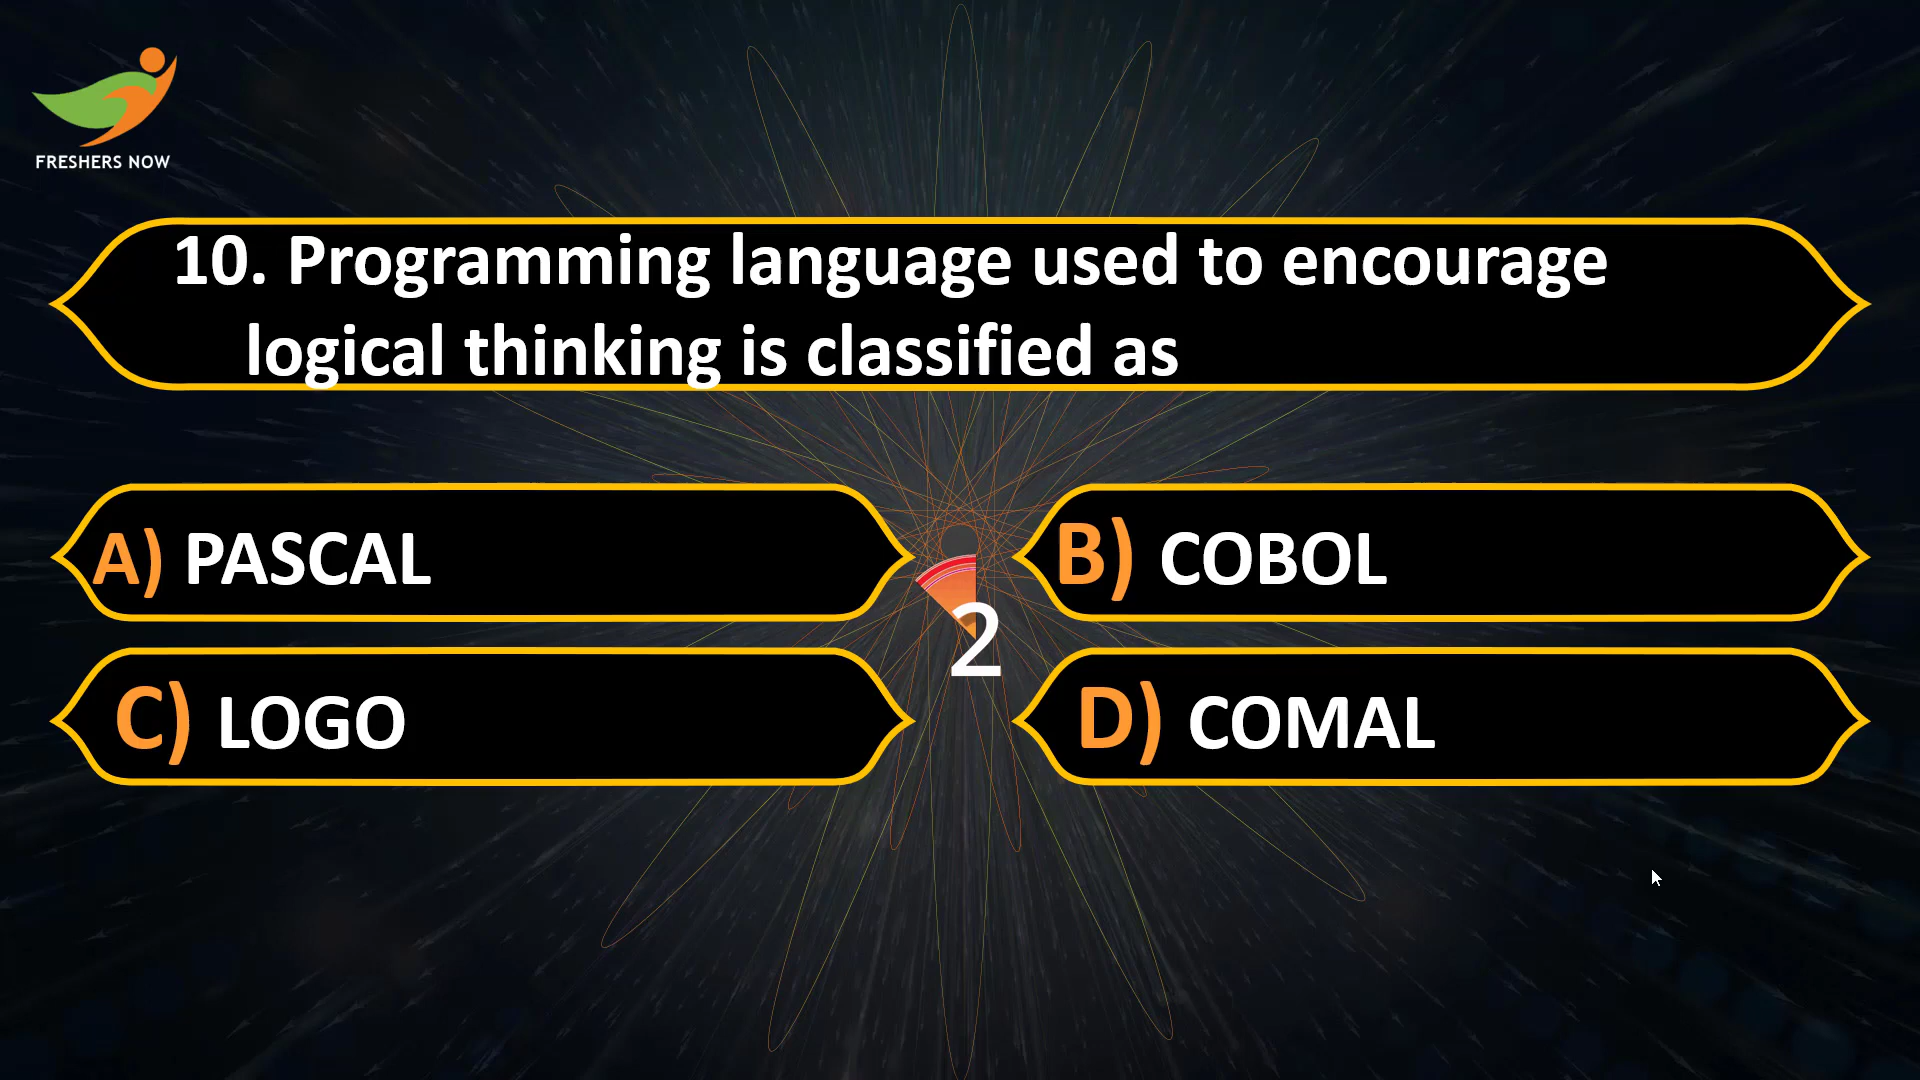 FRESHERS NOW
10. Programming language used to encourage
logical thinking is classified as
A) PASCAL
B) COBOL
2
C) LOGO
D) COMAL